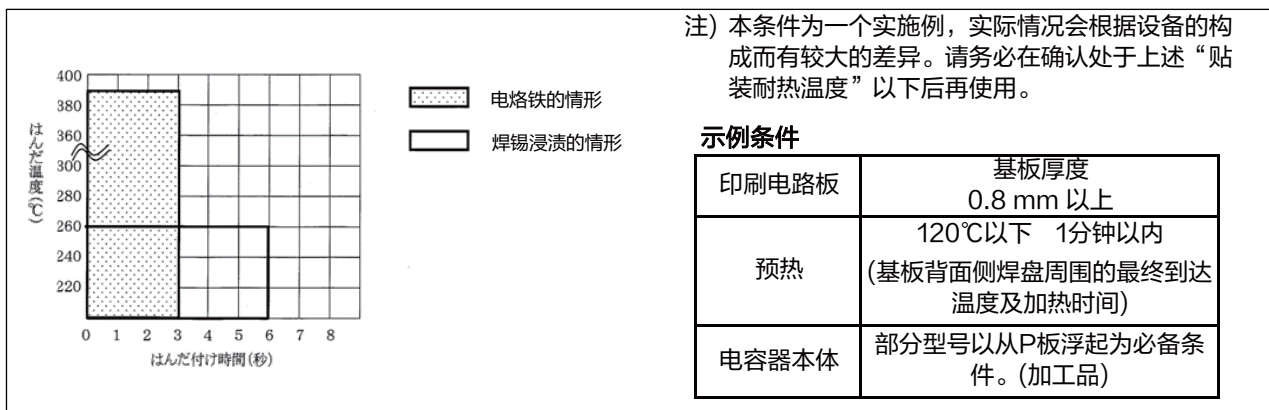 注) 本条件为一个实施例，实际情况会根据设备的构
成而有较大的差异。请务必在确认处于上述“贴
装耐热温度”以下后再使用。
400
380
360
300
280
260
240
220
はんだ温度(℃)
0 1 2 3 4 5 6 7 8
はんだ付け時間(秒)
电烙铁的情形
焊锡浸渍的情形
示例条件
印刷电路板
基板厚度
0.8 mm 以上
预热
120℃以下 1分钟以内
(基板背面侧焊盘周围的最终到达
温度及加热时间)
电容器本体
部分型号以从P板浮起为必备条
件。(加工品)